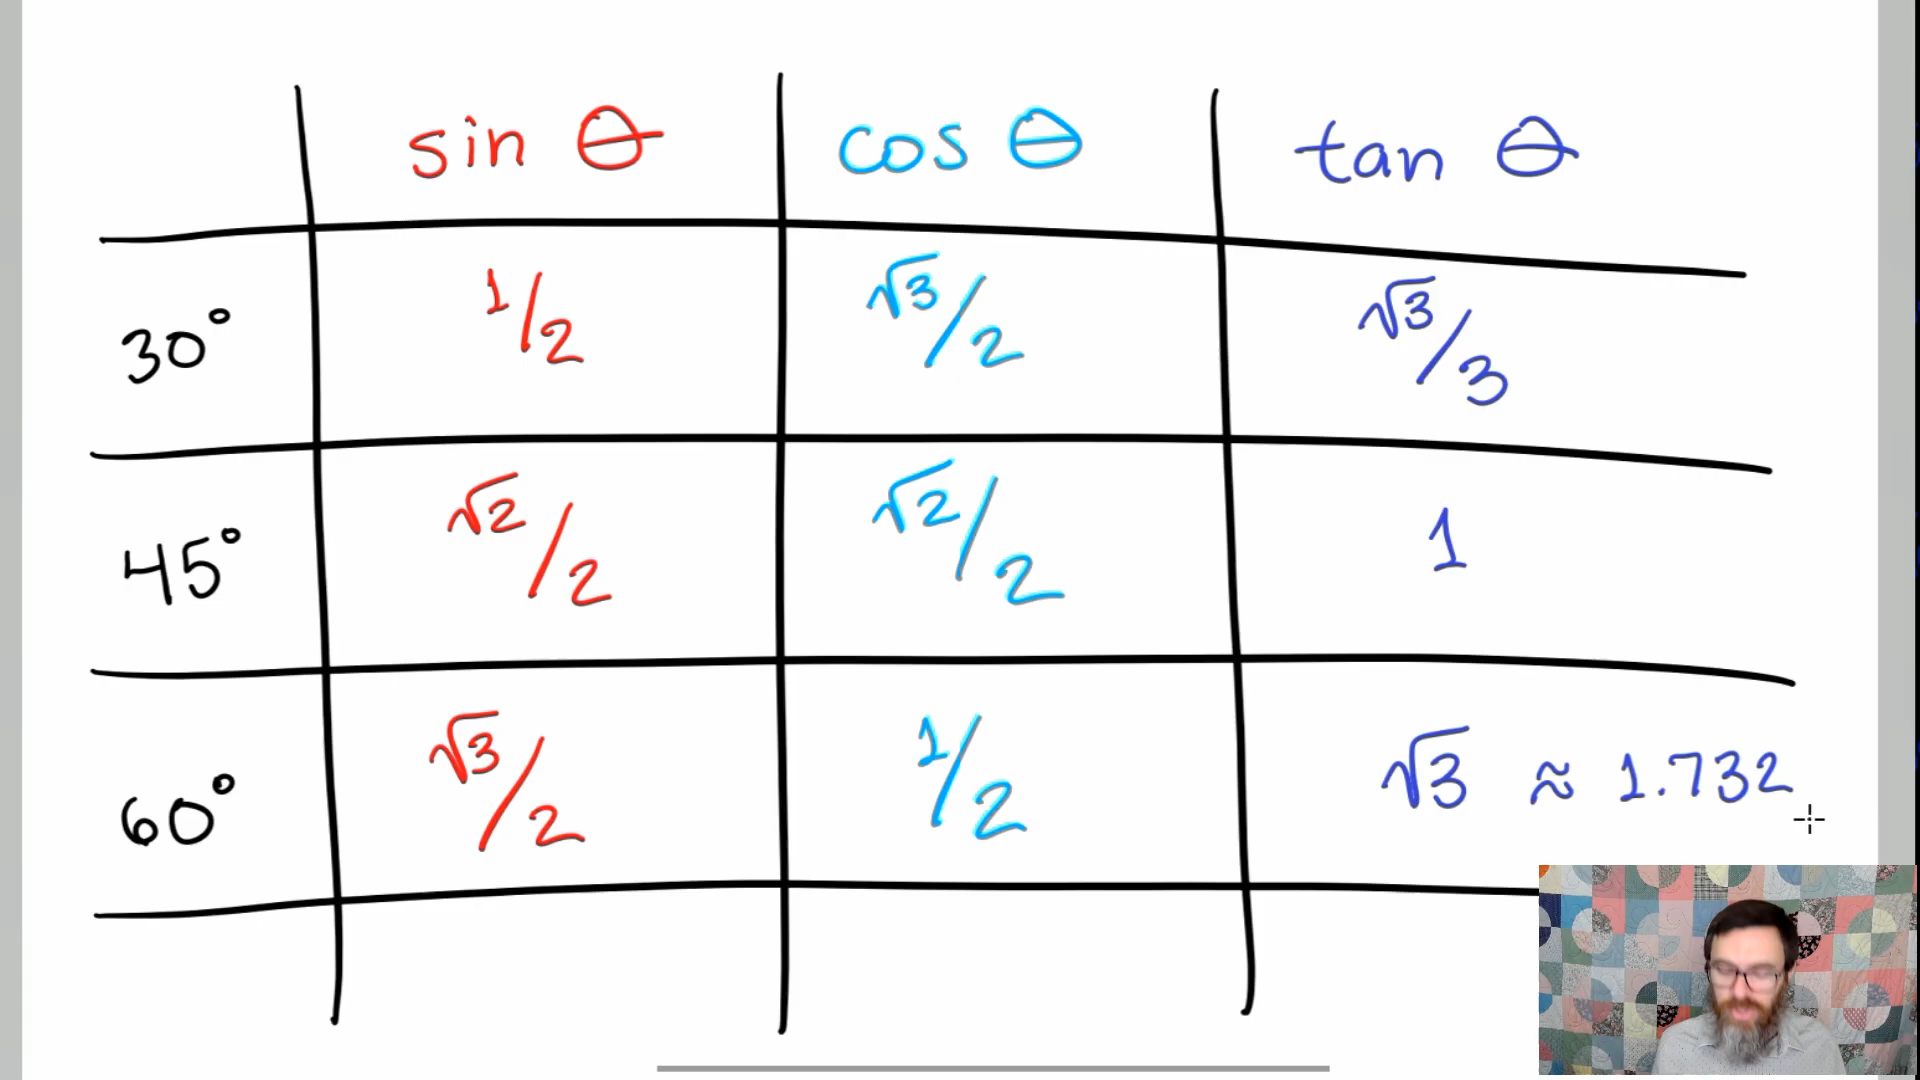 sin θ cos θ tan θ
30° 1/2 √3/2 √3/3
45° √2/2 √2/2 1
60° √3/2 1/2 √3 ≈ 1.732